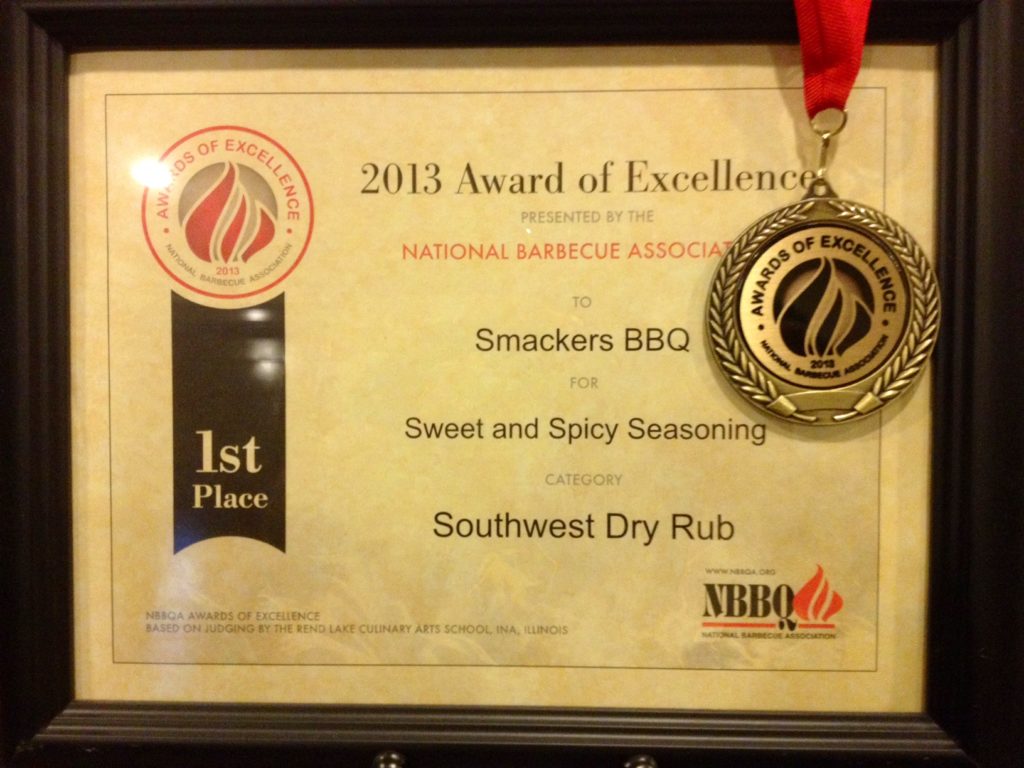 AWARDS OF EXCELLENCE
NATIONAL BARBECUE ASSOCIATION
2013
1st
Place
2013 Award of Excellence
PRESENTED BY THE
NATIONAL BARBECUE ASSOCIAT
TO
Smackers BBQ
FOR
Sweet and Spicy Seasoning
CATEGORY
Southwest Dry Rub
AWARDS OF EXCELLENCE
2013
NATIONAL BARBECUE ASSOCIATION
NBBQA AWARDS OF EXCELLENCE
BASED ON JUDGING BY THE REND LAKE CULINARY ARTS SCHOOL, INA, ILLINOIS
WWW.NBBQA.ORG
NBBQ
NATIONAL BARBECUE ASSOCIATION